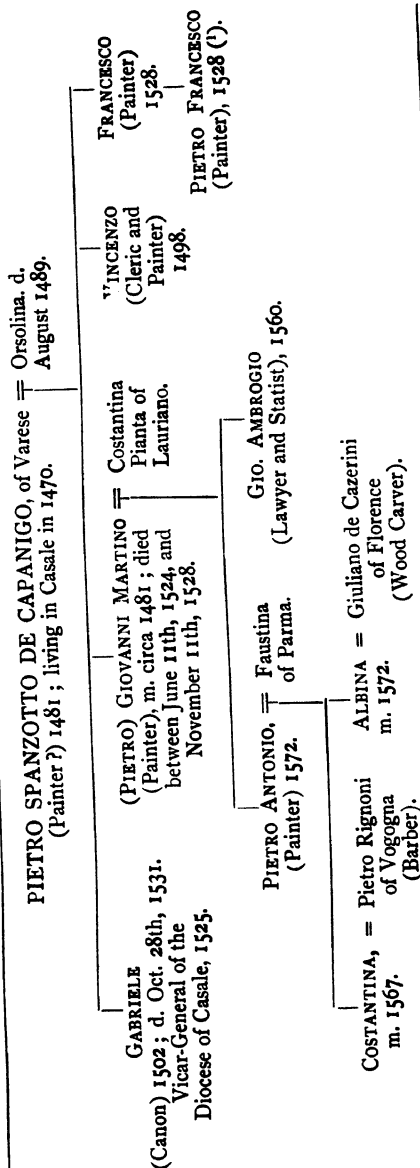 PIETRO SPANZOTTO DE CAPANIGO, of Varese = Orsolina. d.
(Painter ?) 1481 ; living in Casale in 1470. August 1489.
GABRIELE
(Canon) 1502 ; d. Oct. 28th, 1531.
Vicar-General of the
Diocese of Casale, 1525.
(PIETRO) GIOVANNI MARTINO = Costantina
(Painter), m. circa 1481 ; died Pianta of
between June 11th, 1524, and Lauriano.
November 11th, 1528.
VINCENZO
(Cleric and
Painter)
1498.
FRANCESCO
(Painter)
1528.
PIETRO FRANCESCO
(Painter), 1528 (¹).
PIETRO ANTONIO, = Faustina
(Painter) 1572. of Parma.
GIO. AMBROGIO
(Lawyer and Statist), 1560.
COSTANTINA, = Pietro Rignoni
m. 1567. of Vogogna
(Barber).
ALBINA = Giuliano de Cazerini
m. 1572. of Florence
(Wood Carver).